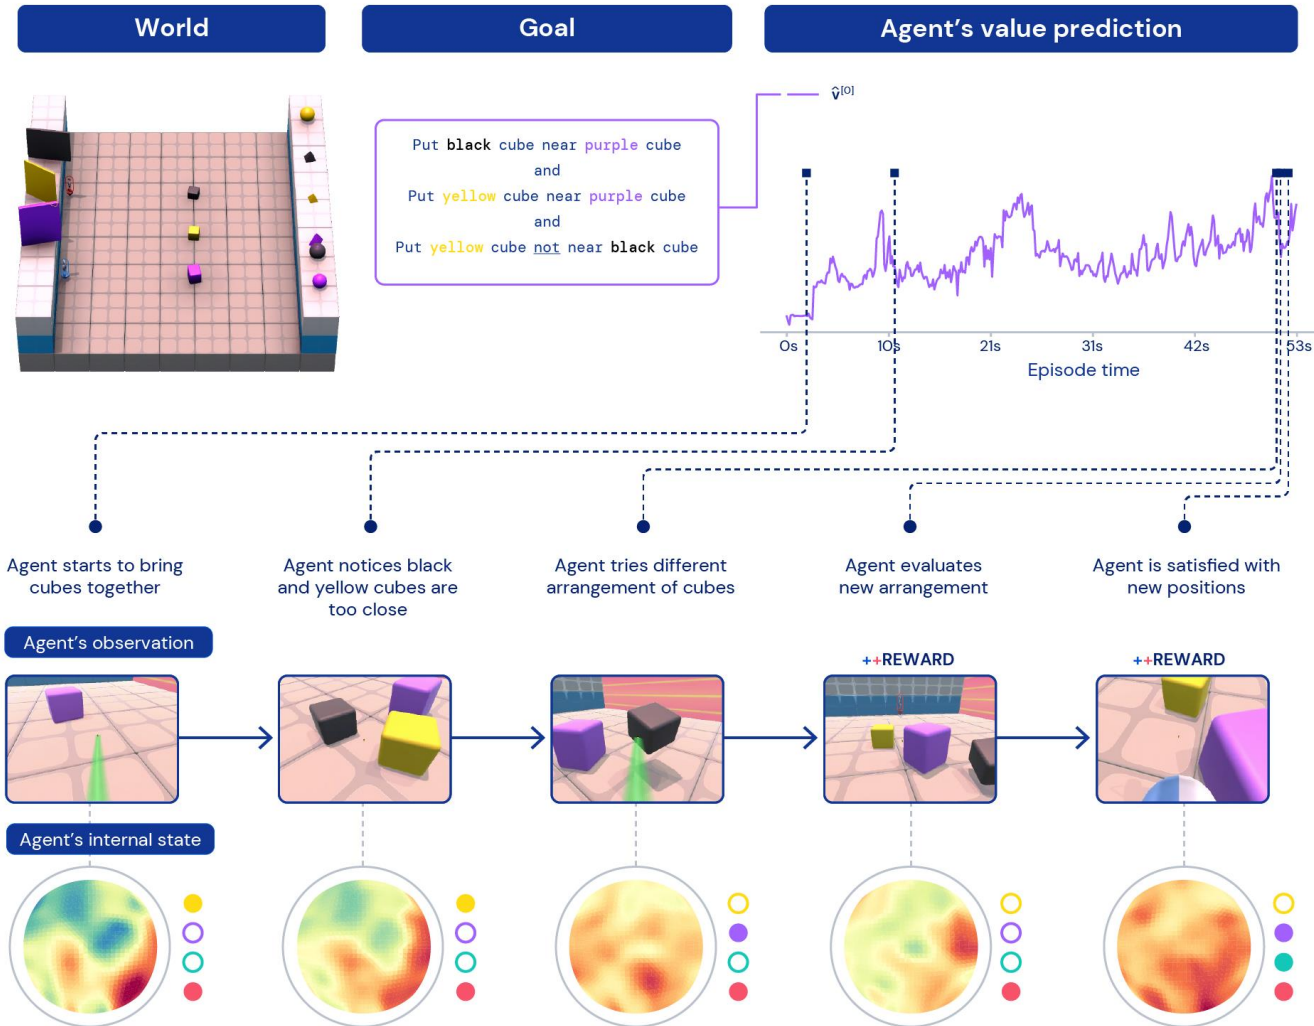 World
Goal
Agent's value prediction
v̂[0]
Put black cube near purple cube
and
Put yellow cube near purple cube
and
Put yellow cube not near black cube
0s 10s 21s 31s 42s 53s
Episode time
Agent starts to bring
cubes together
Agent notices black
and yellow cubes are
too close
Agent tries different
arrangement of cubes
Agent evaluates
new arrangement
Agent is satisfied with
new positions
Agent's observation
++REWARD
++REWARD
Agent's internal state